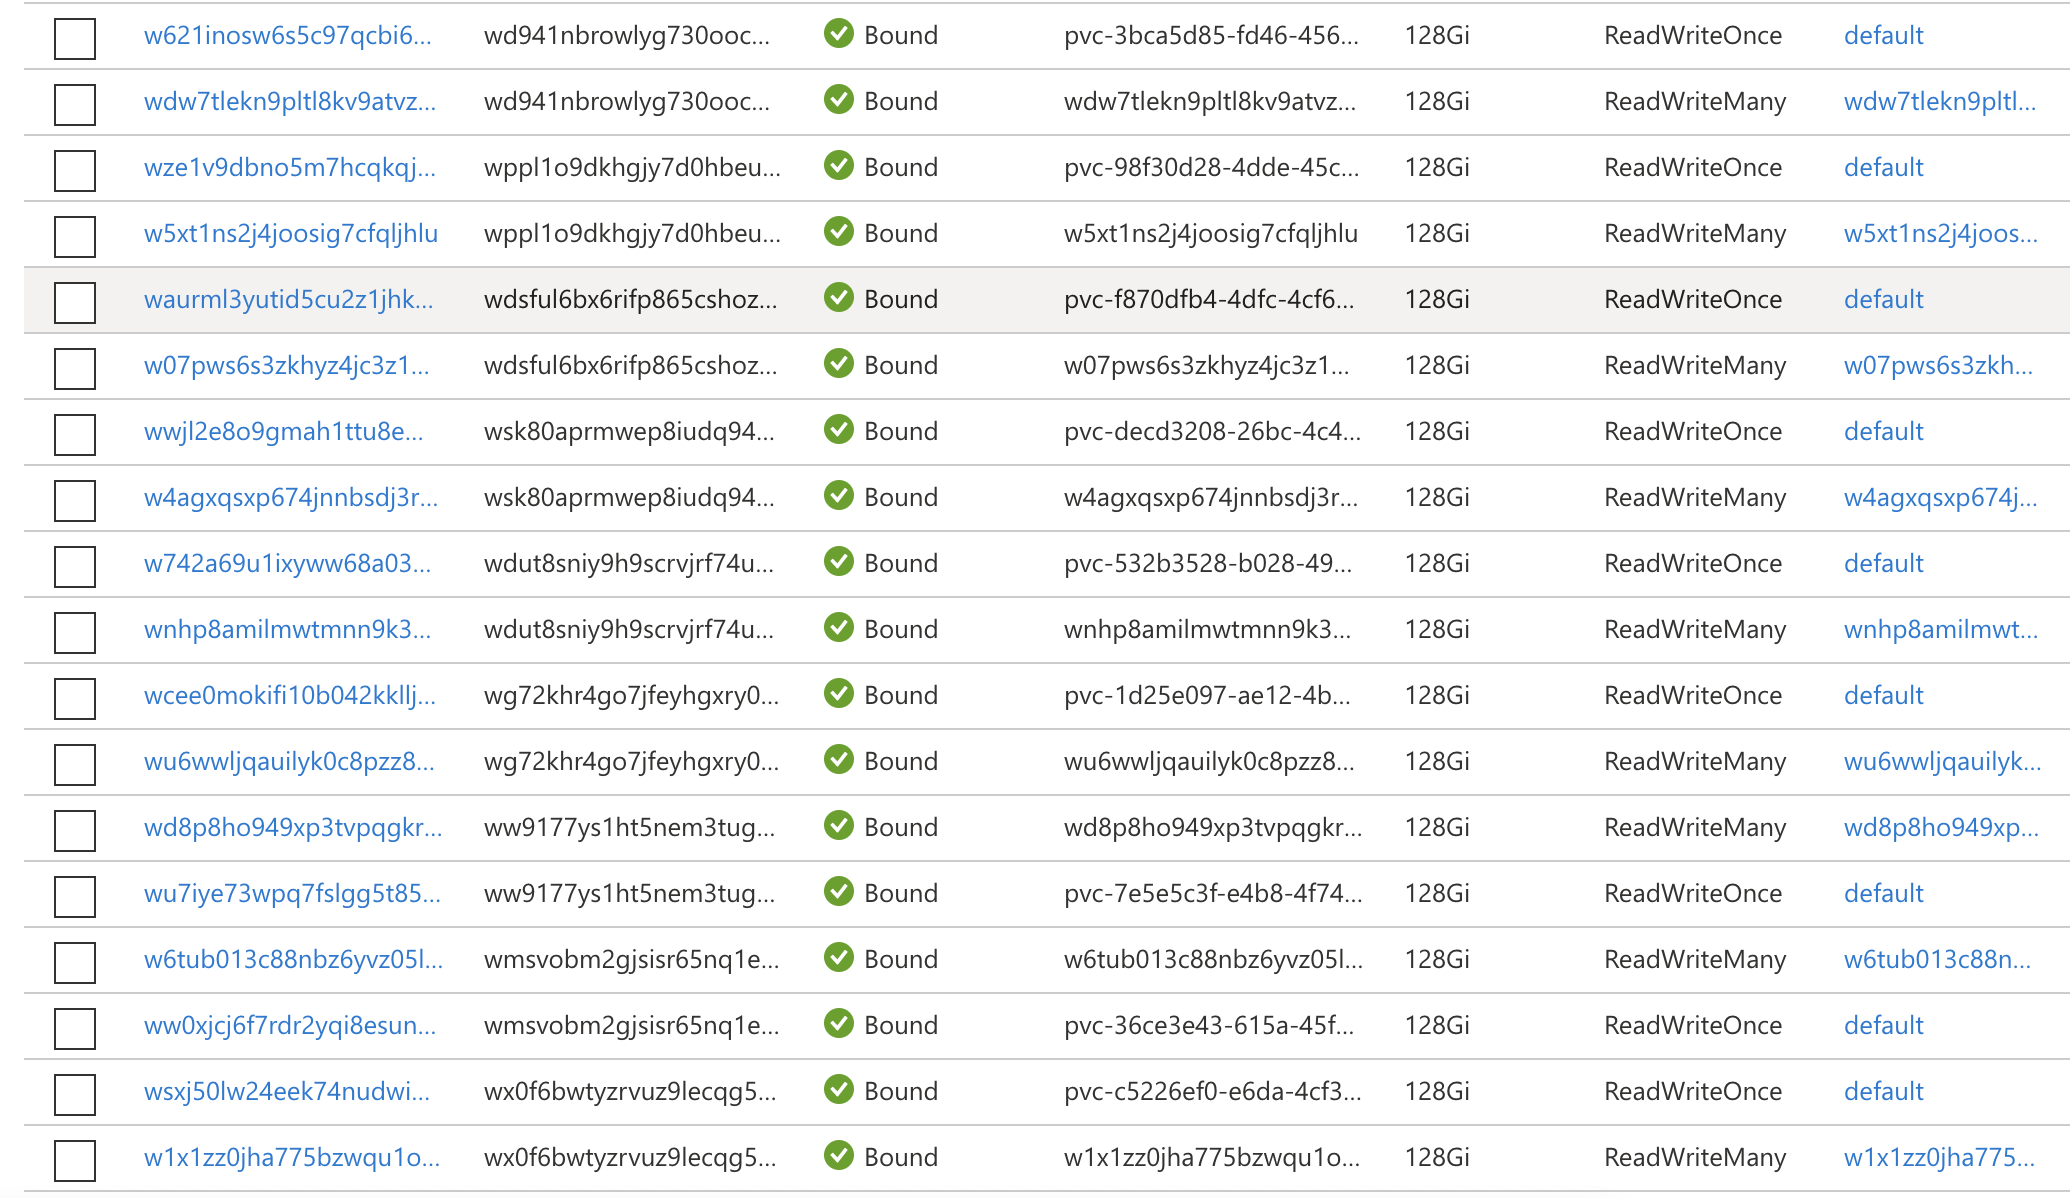 w621inosw6s5c97qcbi6... wd941nbrowlyg730ooc... Bound pvc-3bca5d85-fd46-456... 128Gi ReadWriteOnce default
wdw7tlekn9pltl8kv9atvz... wd941nbrowlyg730ooc... Bound wdw7tlekn9pltl8kv9atvz... 128Gi ReadWriteMany wdw7tlekn9pltl...
wze1v9dbno5m7hcqkqj... wppl1o9dkhgjy7d0hbeu... Bound pvc-98f30d28-4dde-45c... 128Gi ReadWriteOnce default
w5xt1ns2j4joosig7cfqljhlu wppl1o9dkhgjy7d0hbeu... Bound w5xt1ns2j4joosig7cfqljhlu 128Gi ReadWriteMany w5xt1ns2j4joos...
waurml3yutid5cu2z1jhk... wdsful6bx6rifp865cshoz... Bound pvc-f870dfb4-4dfc-4cf6... 128Gi ReadWriteOnce default
w07pws6s3zkhyz4jc3z1... wdsful6bx6rifp865cshoz... Bound w07pws6s3zkhyz4jc3z1... 128Gi ReadWriteMany w07pws6s3zkh...
wwjl2e8o9gmah1ttu8e... wsk80aprmwep8iudq94... Bound pvc-decd3208-26bc-4c4... 128Gi ReadWriteOnce default
w4agxqsxp674jnnbsdj3r... wsk80aprmwep8iudq94... Bound w4agxqsxp674jnnbsdj3r... 128Gi ReadWriteMany w4agxqsxp674j...
w742a69u1ixyww68a03... wdut8sniy9h9scrvjrf74u... Bound pvc-532b3528-b028-49... 128Gi ReadWriteOnce default
wnhp8amilmwtmnn9k3... wdut8sniy9h9scrvjrf74u... Bound wnhp8amilmwtmnn9k3... 128Gi ReadWriteMany wnhp8amilmwt...
wcee0mokifi10b042kkllj... wg72khr4go7jfeyhgxry0... Bound pvc-1d25e097-ae12-4b... 128Gi ReadWriteOnce default
wu6wwljqauilyk0c8pzz8... wg72khr4go7jfeyhgxry0... Bound wu6wwljqauilyk0c8pzz8... 128Gi ReadWriteMany wu6wwljqauilyk...
wd8p8ho949xp3tvpqgkr... ww9177ys1ht5nem3tug... Bound wd8p8ho949xp3tvpqgkr... 128Gi ReadWriteMany wd8p8ho949xp...
wu7iye73wpq7fslgg5t85... ww9177ys1ht5nem3tug... Bound pvc-7e5e5c3f-e4b8-4f74... 128Gi ReadWriteOnce default
w6tub013c88nbz6yvz05l... wmsvobm2gjsisr65nq1e... Bound w6tub013c88nbz6yvz05l... 128Gi ReadWriteMany w6tub013c88n...
ww0xjcj6f7rdr2yqi8esun... wmsvobm2gjsisr65nq1e... Bound pvc-36ce3e43-615a-45f... 128Gi ReadWriteOnce default
wsxj50lw24eek74nudwi... wx0f6bwtyzrvuz9lecqg5... Bound pvc-c5226ef0-e6da-4cf3... 128Gi ReadWriteOnce default
w1x1zz0jha775bzwqu1o... wx0f6bwtyzrvuz9lecqg5... Bound w1x1zz0jha775bzwqu1o... 128Gi ReadWriteMany w1x1zz0jha775...